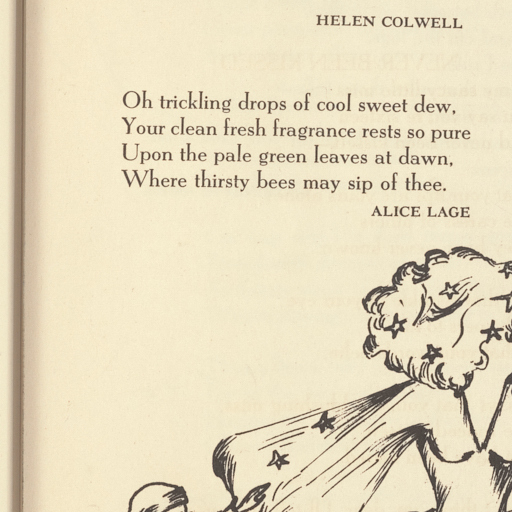 HELEN COLWELL
Oh trickling drops of cool sweet dew,
Your clean fresh fragrance rests so pure
Upon the pale green leaves at dawn,
Where thirsty bees may sip of thee.
ALICE LAGE